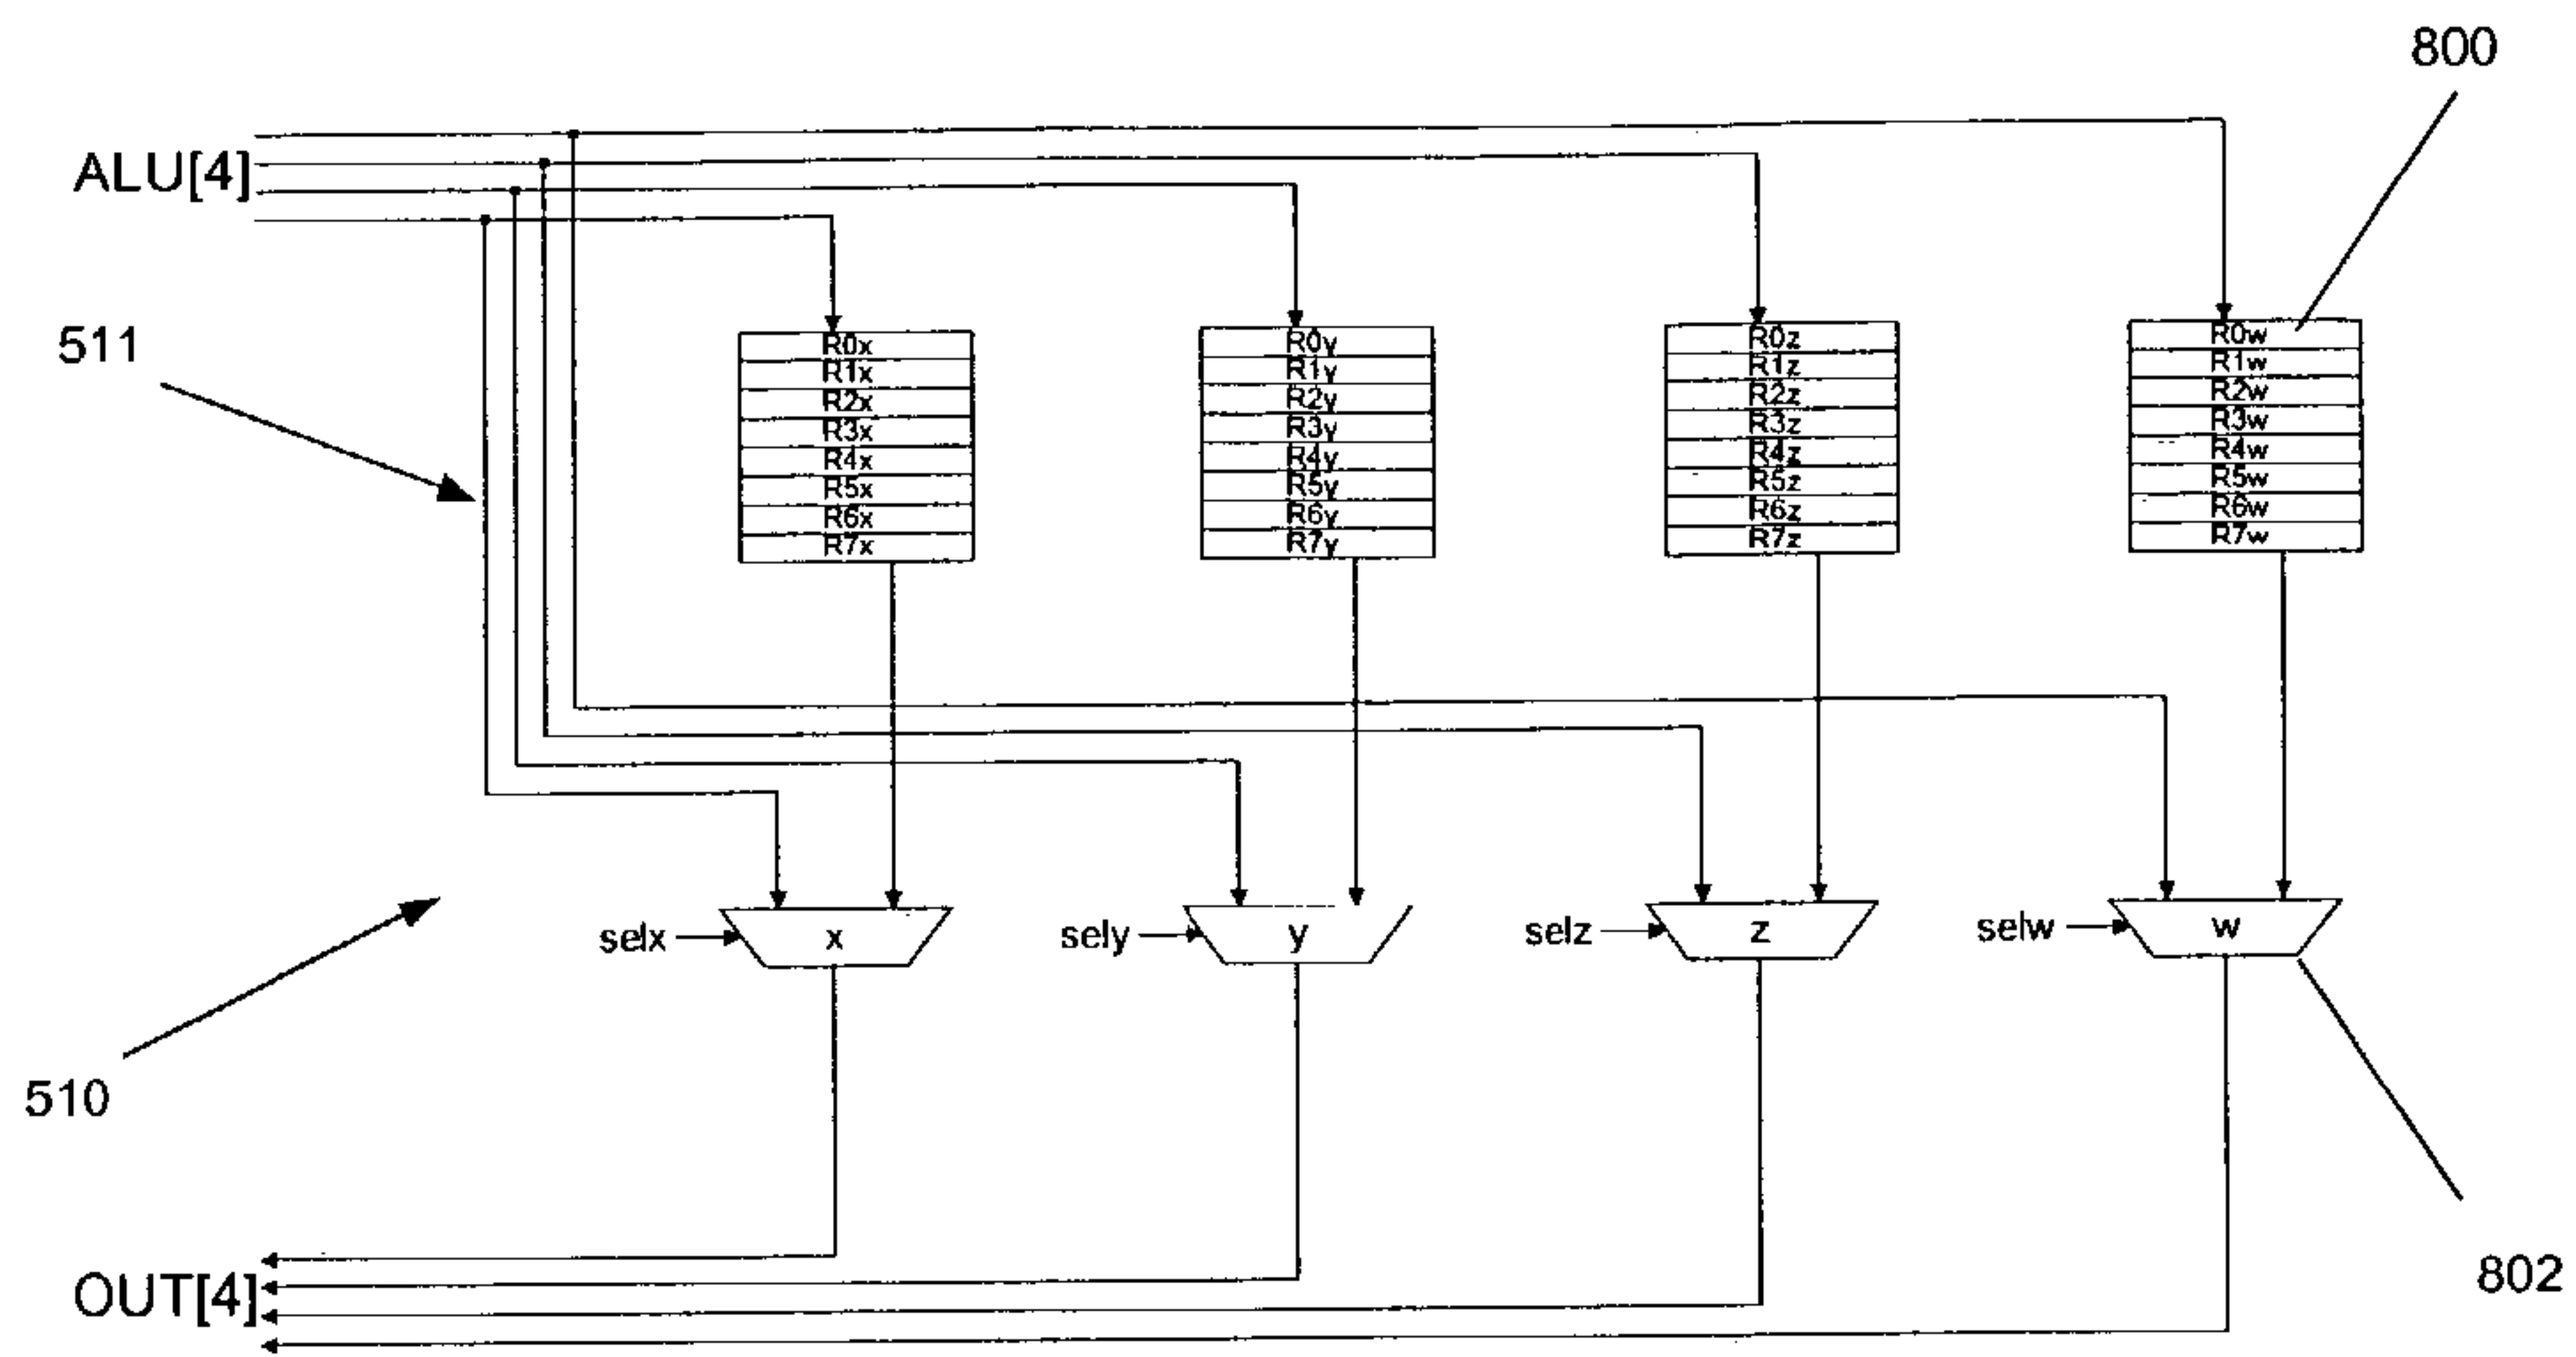 800
ALU[4]
511
R0x
R1x
R2x
R3x
R4x
R5x
R6x
R7x
R0y
R1y
R2y
R3y
R4y
R5y
R6y
R7y
R0z
R1z
R2z
R3z
R4z
R5z
R6z
R7z
R0w
R1w
R2w
R3w
R4w
R5w
R6w
R7w
selx
x
sely
y
selz
z
selw
w
510
OUT[4]
802